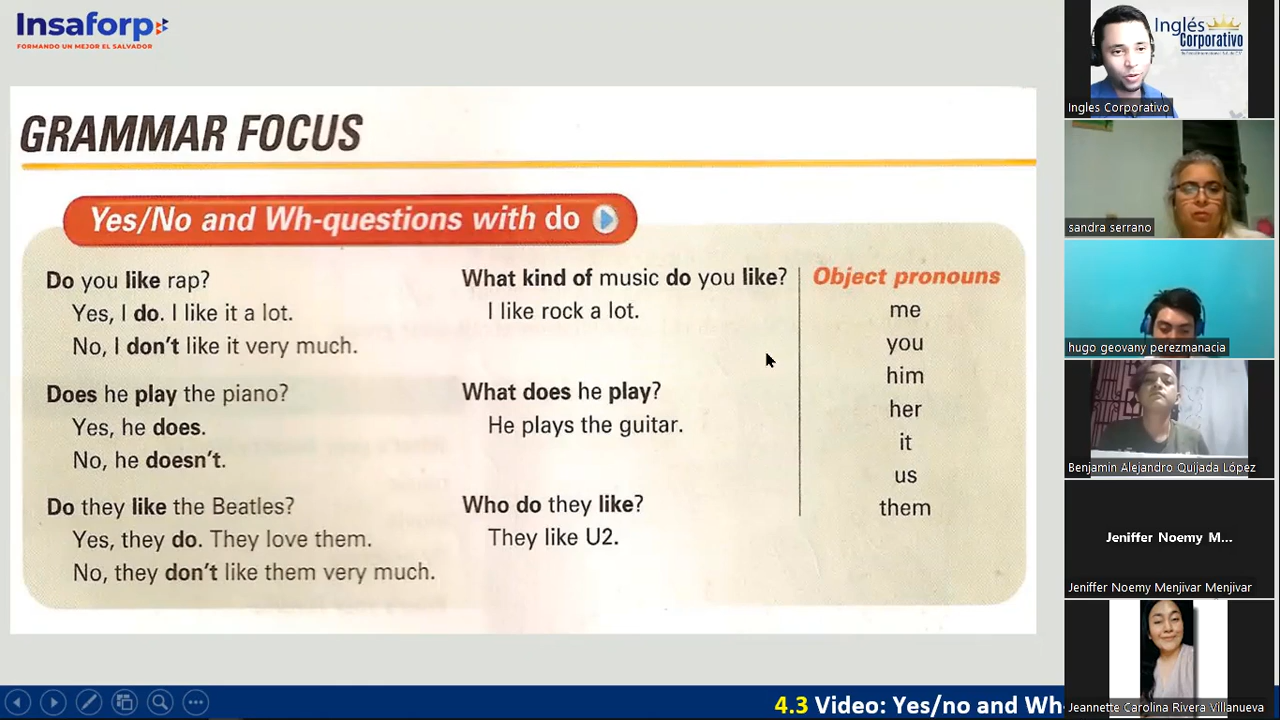 Insaforp
FORMANDO UN MEJOR EL SALVADOR
GRAMMAR FOCUS
Yes/No and Wh-questions with do
Do you like rap?
Yes, I do. I like it a lot.
No, I don't like it very much.
Does he play the piano?
Yes, he does.
No, he doesn't.
Do they like the Beatles?
Yes, they do. They love them.
No, they don't like them very much.
What kind of music do you like?
I like rock a lot.
What does he play?
He plays the guitar.
Who do they like?
They like U2.
Object pronouns
me
you
him
her
it
us
them
4.3 Video: Yes/no and Wh
Inglés
Corporativo
Ingles Corporativo
sandra serrano
hugo geovany perezmanacia
Benjamin Alejandro Quijada López
Jeniffer Noemy M...
Jeniffer Noemy Menjivar Menjivar
Jeannette Carolina Rivera Villanueva